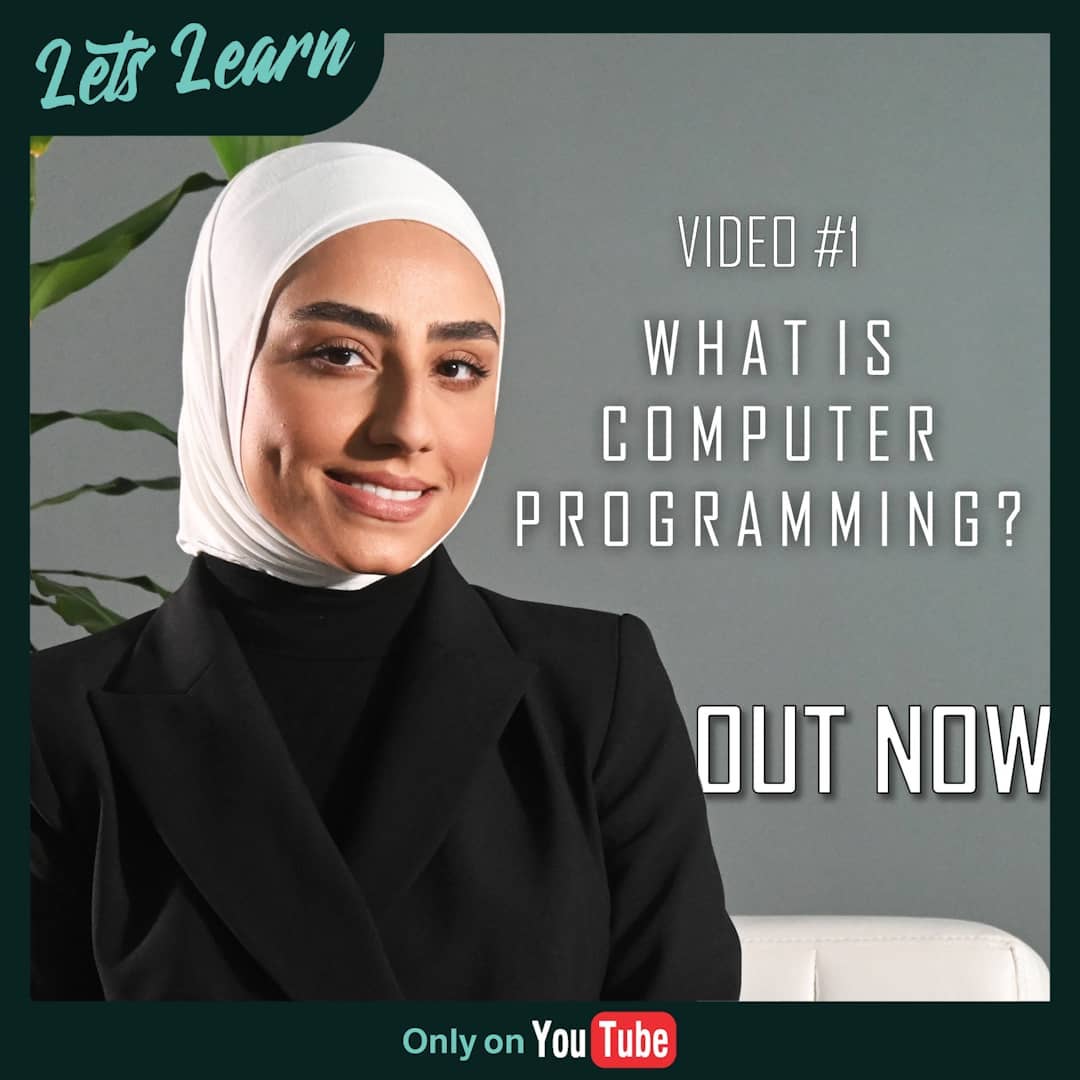 Lets Learn
VIDEO #1
WHAT IS
COMPUTER
PROGRAMMING?
OUT NOW
Only on YouTube